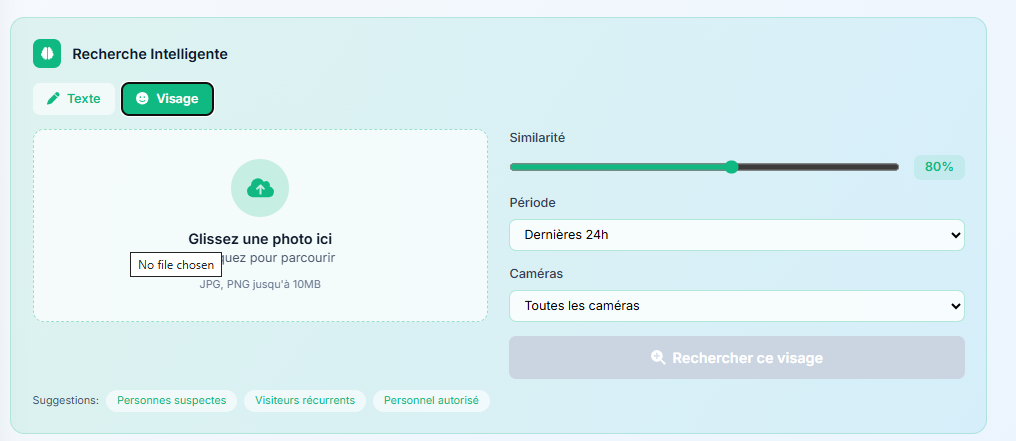 Recherche Intelligente
Texte
Visage
Glissez une photo ici
No file chosen
quez pour parcourir
JPG, PNG jusqu'à 10MB
Similarité
80%
Période
Dernières 24h
Caméras
Toutes les caméras
Rechercher ce visage
Suggestions: Personnes suspectes Visiteurs récurrents Personnel autorisé